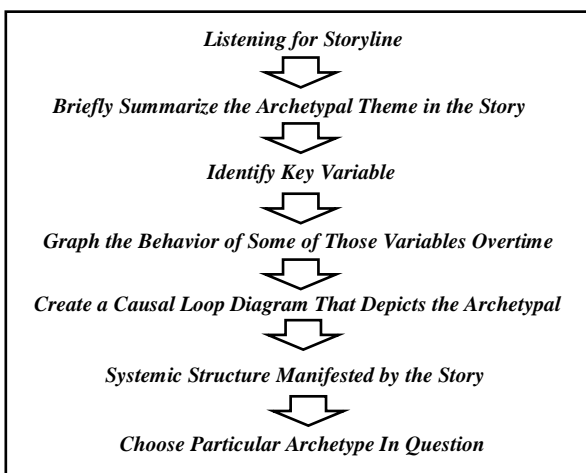 Listening for Storyline
Briefly Summarize the Archetypal Theme in the Story
Identify Key Variable
Graph the Behavior of Some of Those Variables Overtime
Create a Causal Loop Diagram That Depicts the Archetypal
Systemic Structure Manifested by the Story
Choose Particular Archetype In Question